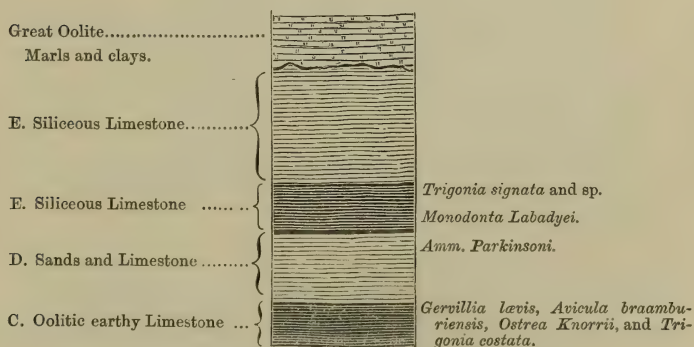 Great Oolite
Marls and clays.
E. Siliceous Limestone
E. Siliceous Limestone
Trigonia signata and sp.
Monodonta Labadyei.
D. Sands and Limestone
Amm. Parkinsoni.
C. Oolitic earthy Limestone
Gervillia lævis, Avicula braambu-
riensis, Ostrea Knorrii, and Tri-
gonia costata.